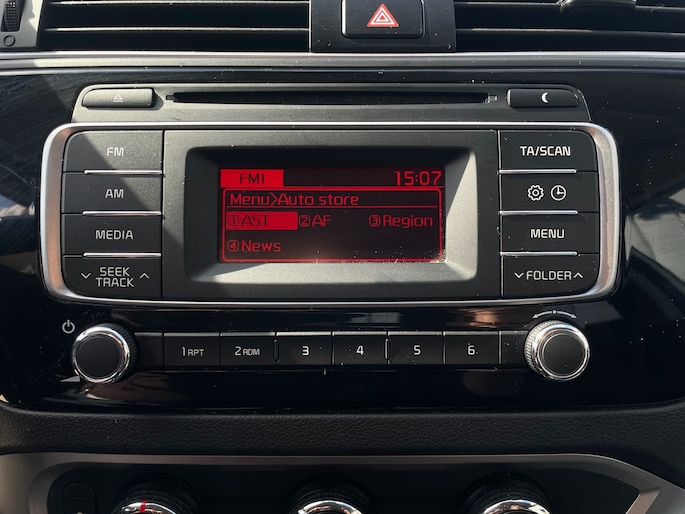 FM
TA/SCAN
FM1 15:07
AM
Menu>Auto store
①AST ②AF ③Region
④News
MEDIA
MENU
SEEK
TRACK
FOLDER
1 RPT 2 RDM 3 4 5 6